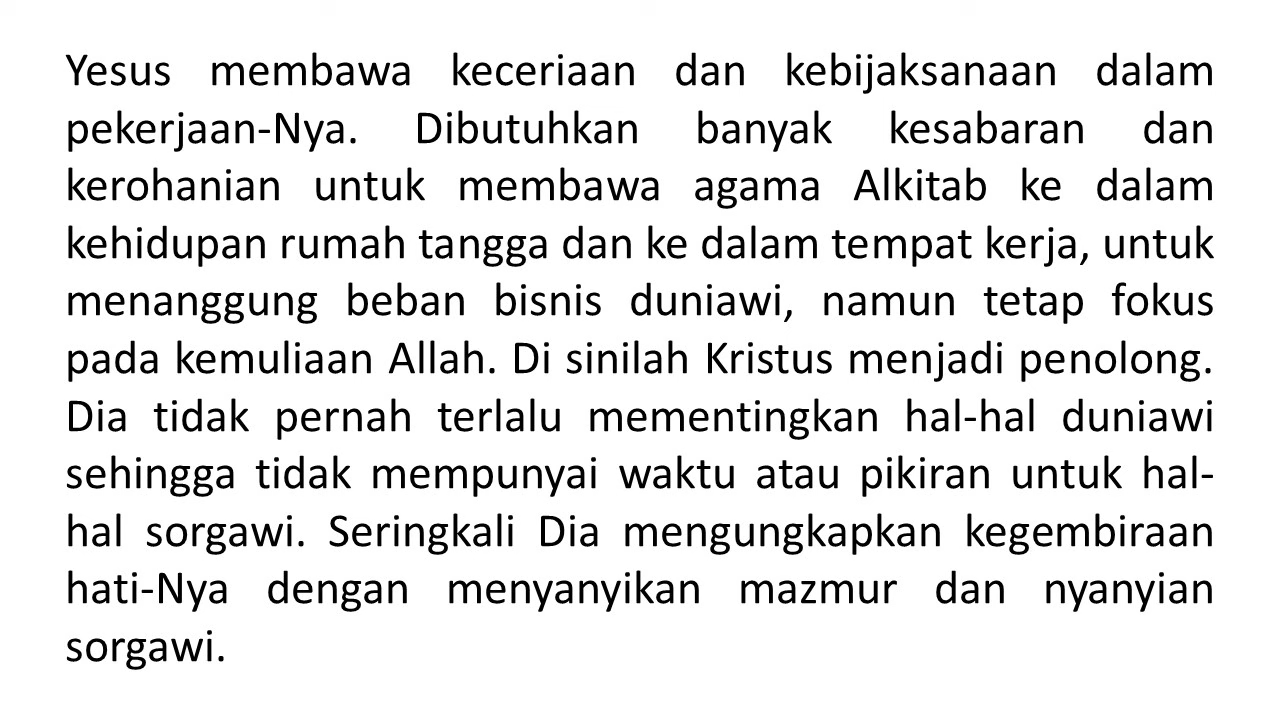 Yesus membawa keceriaan dan kebijaksanaan dalam
pekerjaan-Nya. Dibutuhkan banyak kesabaran dan
kerohanian untuk membawa agama Alkitab ke dalam
kehidupan rumah tangga dan ke dalam tempat kerja, untuk
menanggung beban bisnis duniawi, namun tetap fokus
pada kemuliaan Allah. Di sinilah Kristus menjadi penolong.
Dia tidak pernah terlalu mementingkan hal-hal duniawi
sehingga tidak mempunyai waktu atau pikiran untuk hal-
hal sorgawi. Seringkali Dia mengungkapkan kegembiraan
hati-Nya dengan menyanyikan mazmur dan nyanyian
sorgawi.